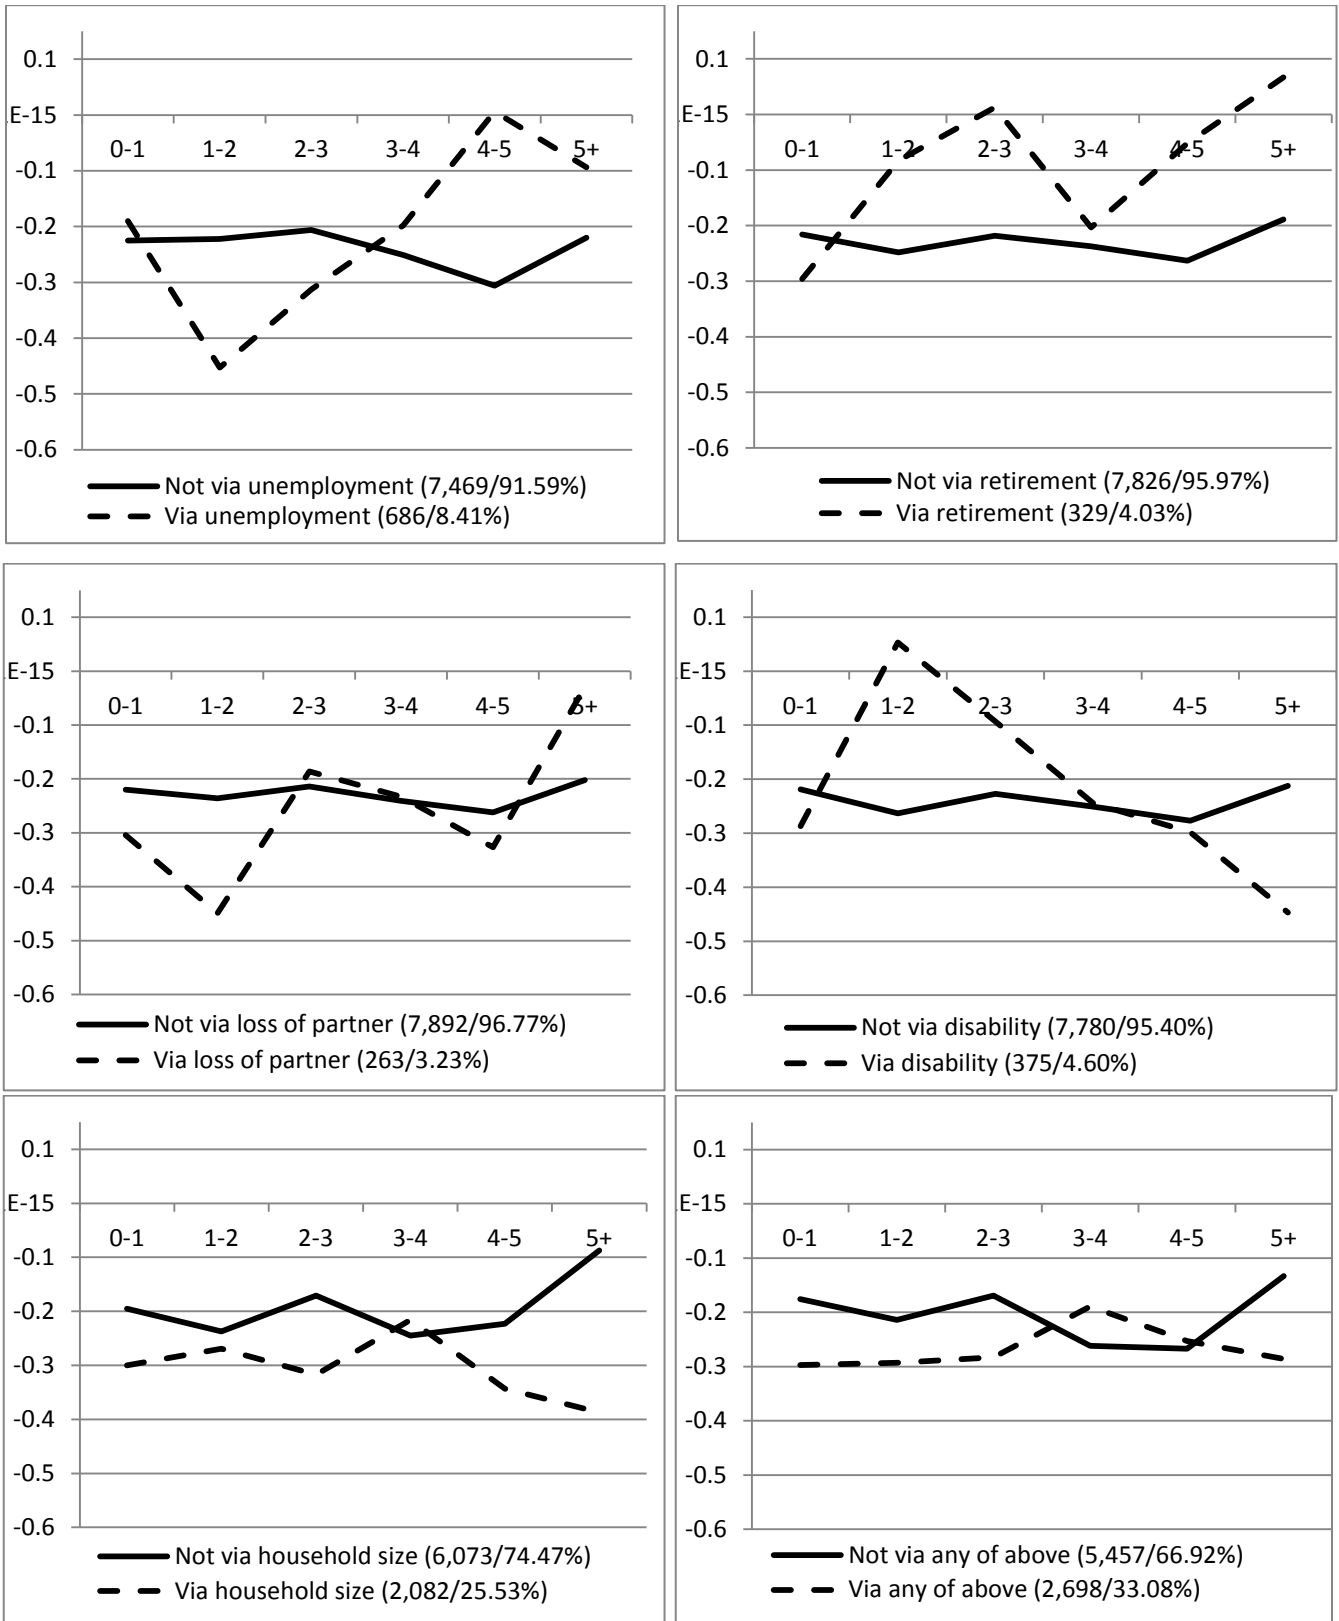 0.1
E-15
0-1 1-2 2-3 3-4 4-5 5+
-0.1
-0.2
-0.3
-0.4
-0.5
-0.6
Not via unemployment (7,469/91.59%)
Via unemployment (686/8.41%)
0.1
E-15
0-1 1-2 2-3 3-4 4-5 5+
-0.1
-0.2
-0.3
-0.4
-0.5
-0.6
Not via retirement (7,826/95.97%)
Via retirement (329/4.03%)
0.1
E-15
0-1 1-2 2-3 3-4 4-5 5+
-0.1
-0.2
-0.3
-0.4
-0.5
-0.6
Not via loss of partner (7,892/96.77%)
Via loss of partner (263/3.23%)
0.1
E-15
0-1 1-2 2-3 3-4 4-5 5+
-0.1
-0.2
-0.3
-0.4
-0.5
-0.6
Not via disability (7,780/95.40%)
Via disability (375/4.60%)
0.1
E-15
0-1 1-2 2-3 3-4 4-5 5+
-0.1
-0.2
-0.3
-0.4
-0.5
-0.6
Not via household size (6,073/74.47%)
Via household size (2,082/25.53%)
0.1
E-15
0-1 1-2 2-3 3-4 4-5 5+
-0.1
-0.2
-0.3
-0.4
-0.5
-0.6
Not via any of above (5,457/66.92%)
Via any of above (2,698/33.08%)